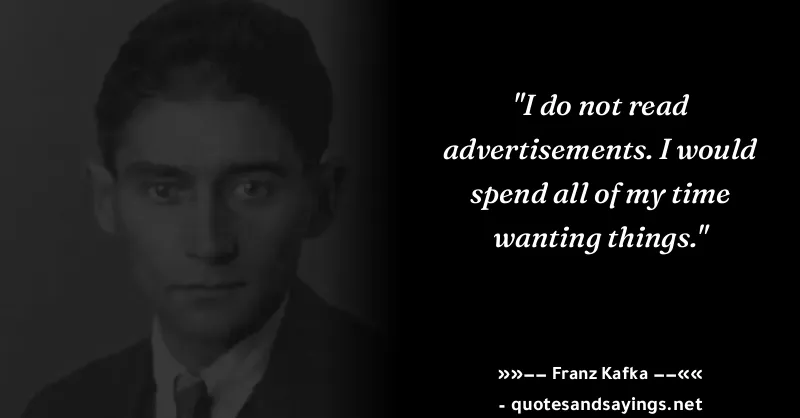 "I do not read
advertisements. I would
spend all of my time
wanting things."
»»–– Franz Kafka ––««
- quotesandsayings.net